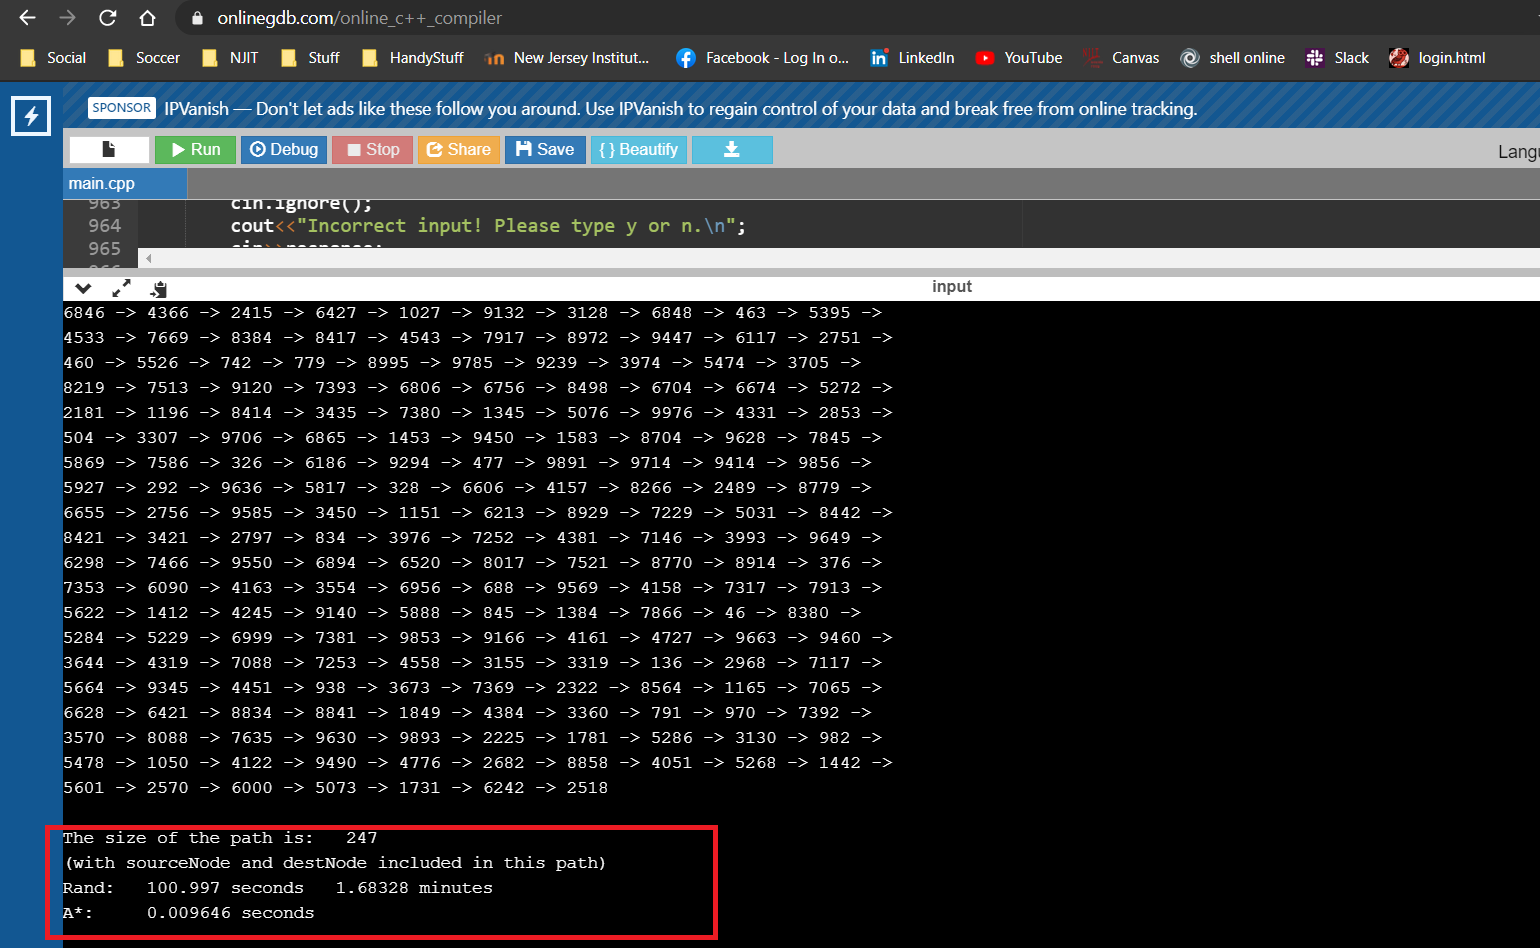 onlinegdb.com/online_c++_compiler
Social Soccer NJIT Stuff HandyStuff New Jersey Institut... Facebook - Log In o... LinkedIn YouTube Canvas shell online Slack login.html
SPONSOR IPVanish — Don't let ads like these follow you around. Use IPVanish to regain control of your data and break free from online tracking.
Run Debug Stop Share Save { } Beautify Langu
main.cpp
963 cin.ignore();
964 cout<<"Incorrect input! Please type y or n.\n";
965 cin>>response;
input
6846 -> 4366 -> 2415 -> 6427 -> 1027 -> 9132 -> 3128 -> 6848 -> 463 -> 5395 ->
4533 -> 7669 -> 8384 -> 8417 -> 4543 -> 7917 -> 8972 -> 9447 -> 6117 -> 2751 ->
460 -> 5526 -> 742 -> 779 -> 8995 -> 9785 -> 9239 -> 3974 -> 5474 -> 3705 ->
8219 -> 7513 -> 9120 -> 7393 -> 6806 -> 6756 -> 8498 -> 6704 -> 6674 -> 5272 ->
2181 -> 1196 -> 8414 -> 3435 -> 7380 -> 1345 -> 5076 -> 9976 -> 4331 -> 2853 ->
504 -> 3307 -> 9706 -> 6865 -> 1453 -> 9450 -> 1583 -> 8704 -> 9628 -> 7845 ->
5869 -> 7586 -> 326 -> 6186 -> 9294 -> 477 -> 9891 -> 9714 -> 9414 -> 9856 ->
5927 -> 292 -> 9636 -> 5817 -> 328 -> 6606 -> 4157 -> 8266 -> 2489 -> 8779 ->
6655 -> 2756 -> 9585 -> 3450 -> 1151 -> 6213 -> 8929 -> 7229 -> 5031 -> 8442 ->
8421 -> 3421 -> 2797 -> 834 -> 3976 -> 7252 -> 4381 -> 7146 -> 3993 -> 9649 ->
6298 -> 7466 -> 9550 -> 6894 -> 6520 -> 8017 -> 7521 -> 8770 -> 8914 -> 376 ->
7353 -> 6090 -> 4163 -> 3554 -> 6956 -> 688 -> 9569 -> 4158 -> 7317 -> 7913 ->
5622 -> 1412 -> 4245 -> 9140 -> 5888 -> 845 -> 1384 -> 7866 -> 46 -> 8380 ->
5284 -> 5229 -> 6999 -> 7381 -> 9853 -> 9166 -> 4161 -> 4727 -> 9663 -> 9460 ->
3644 -> 4319 -> 7088 -> 7253 -> 4558 -> 3155 -> 3319 -> 136 -> 2968 -> 7117 ->
5664 -> 9345 -> 4451 -> 938 -> 3673 -> 7369 -> 2322 -> 8564 -> 1165 -> 7065 ->
6628 -> 6421 -> 8834 -> 8841 -> 1849 -> 4384 -> 3360 -> 791 -> 970 -> 7392 ->
3570 -> 8088 -> 7635 -> 9630 -> 9893 -> 2225 -> 1781 -> 5286 -> 3130 -> 982 ->
5478 -> 1050 -> 4122 -> 9490 -> 4776 -> 2682 -> 8858 -> 4051 -> 5268 -> 1442 ->
5601 -> 2570 -> 6000 -> 5073 -> 1731 -> 6242 -> 2518
The size of the path is: 247
(with sourceNode and destNode included in this path)
Rand: 100.997 seconds 1.68328 minutes
A*: 0.009646 seconds